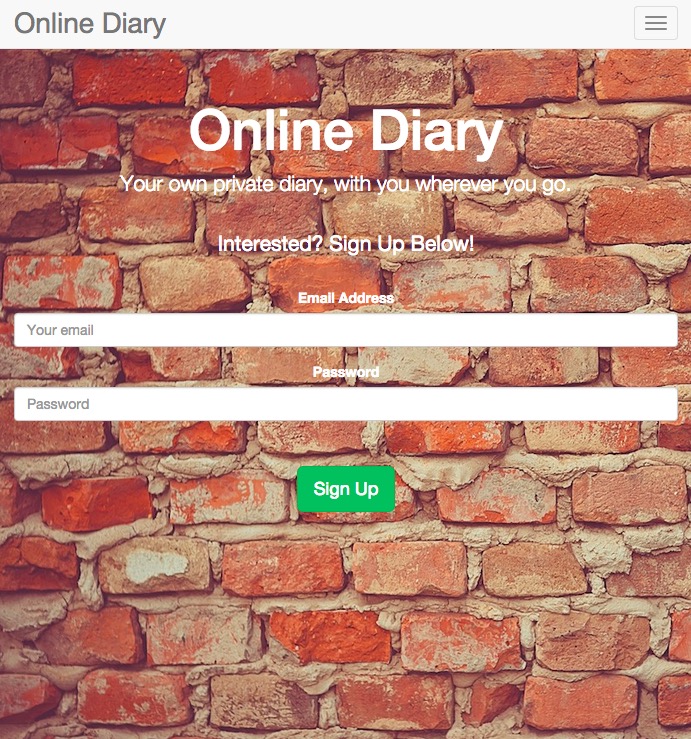 Online Diary
Online Diary
Your own private diary, with you wherever you go.
Interested? Sign Up Below!
Email Address
Your email
Password
Password
Sign Up